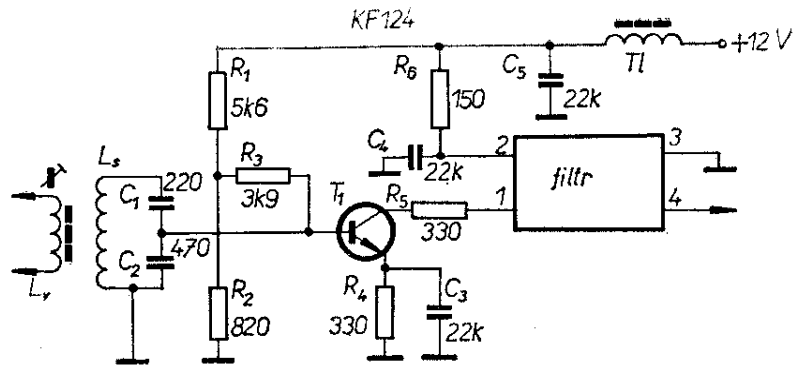 KF124
+12 V
Tl
R1
5k6
R6
150
C5
22k
C4
22k
2
filtr
3
1
4
Ls
C1
220
R3
3k9
T1
R5
330
C2
470
Lv
R2
820
R4
330
C3
22k